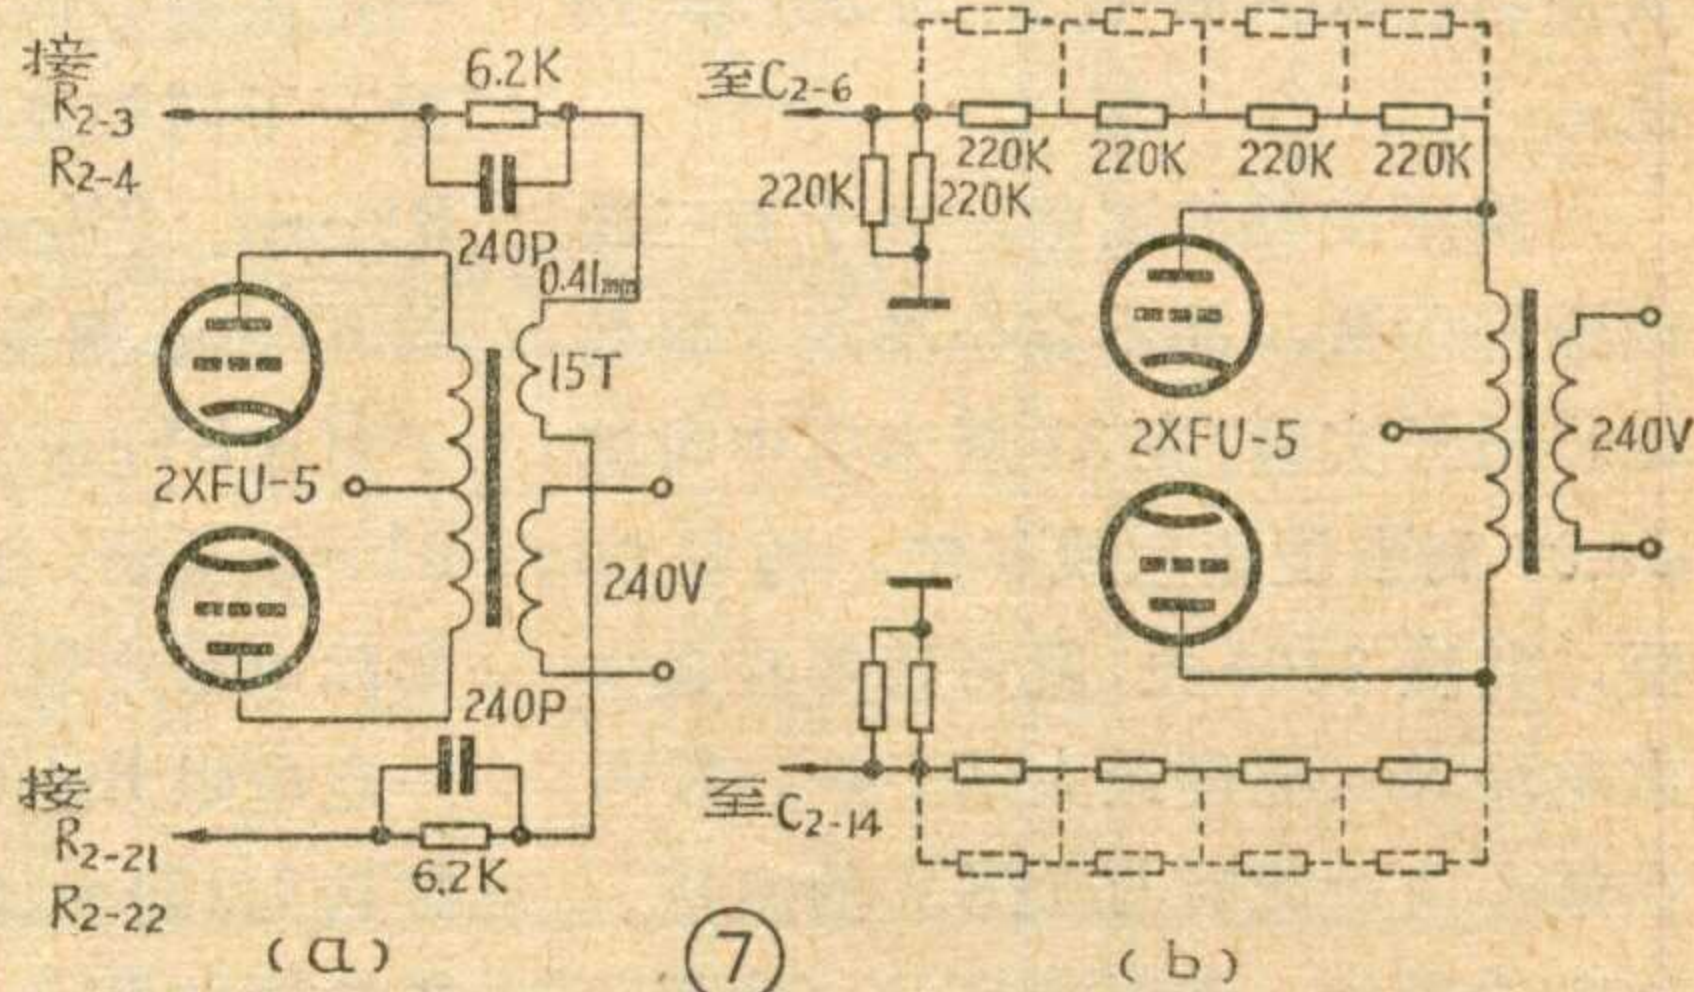 接
R2-3
R2-4
6.2K
240P
0.41mm
15T
2XFU-5
240V
240P
接
R2-21
R2-22
6.2K
(a)
至C2-6
220K
220K
220K
220K
220K
220K
2XFU-5
240V
至C2-14
(b)
7